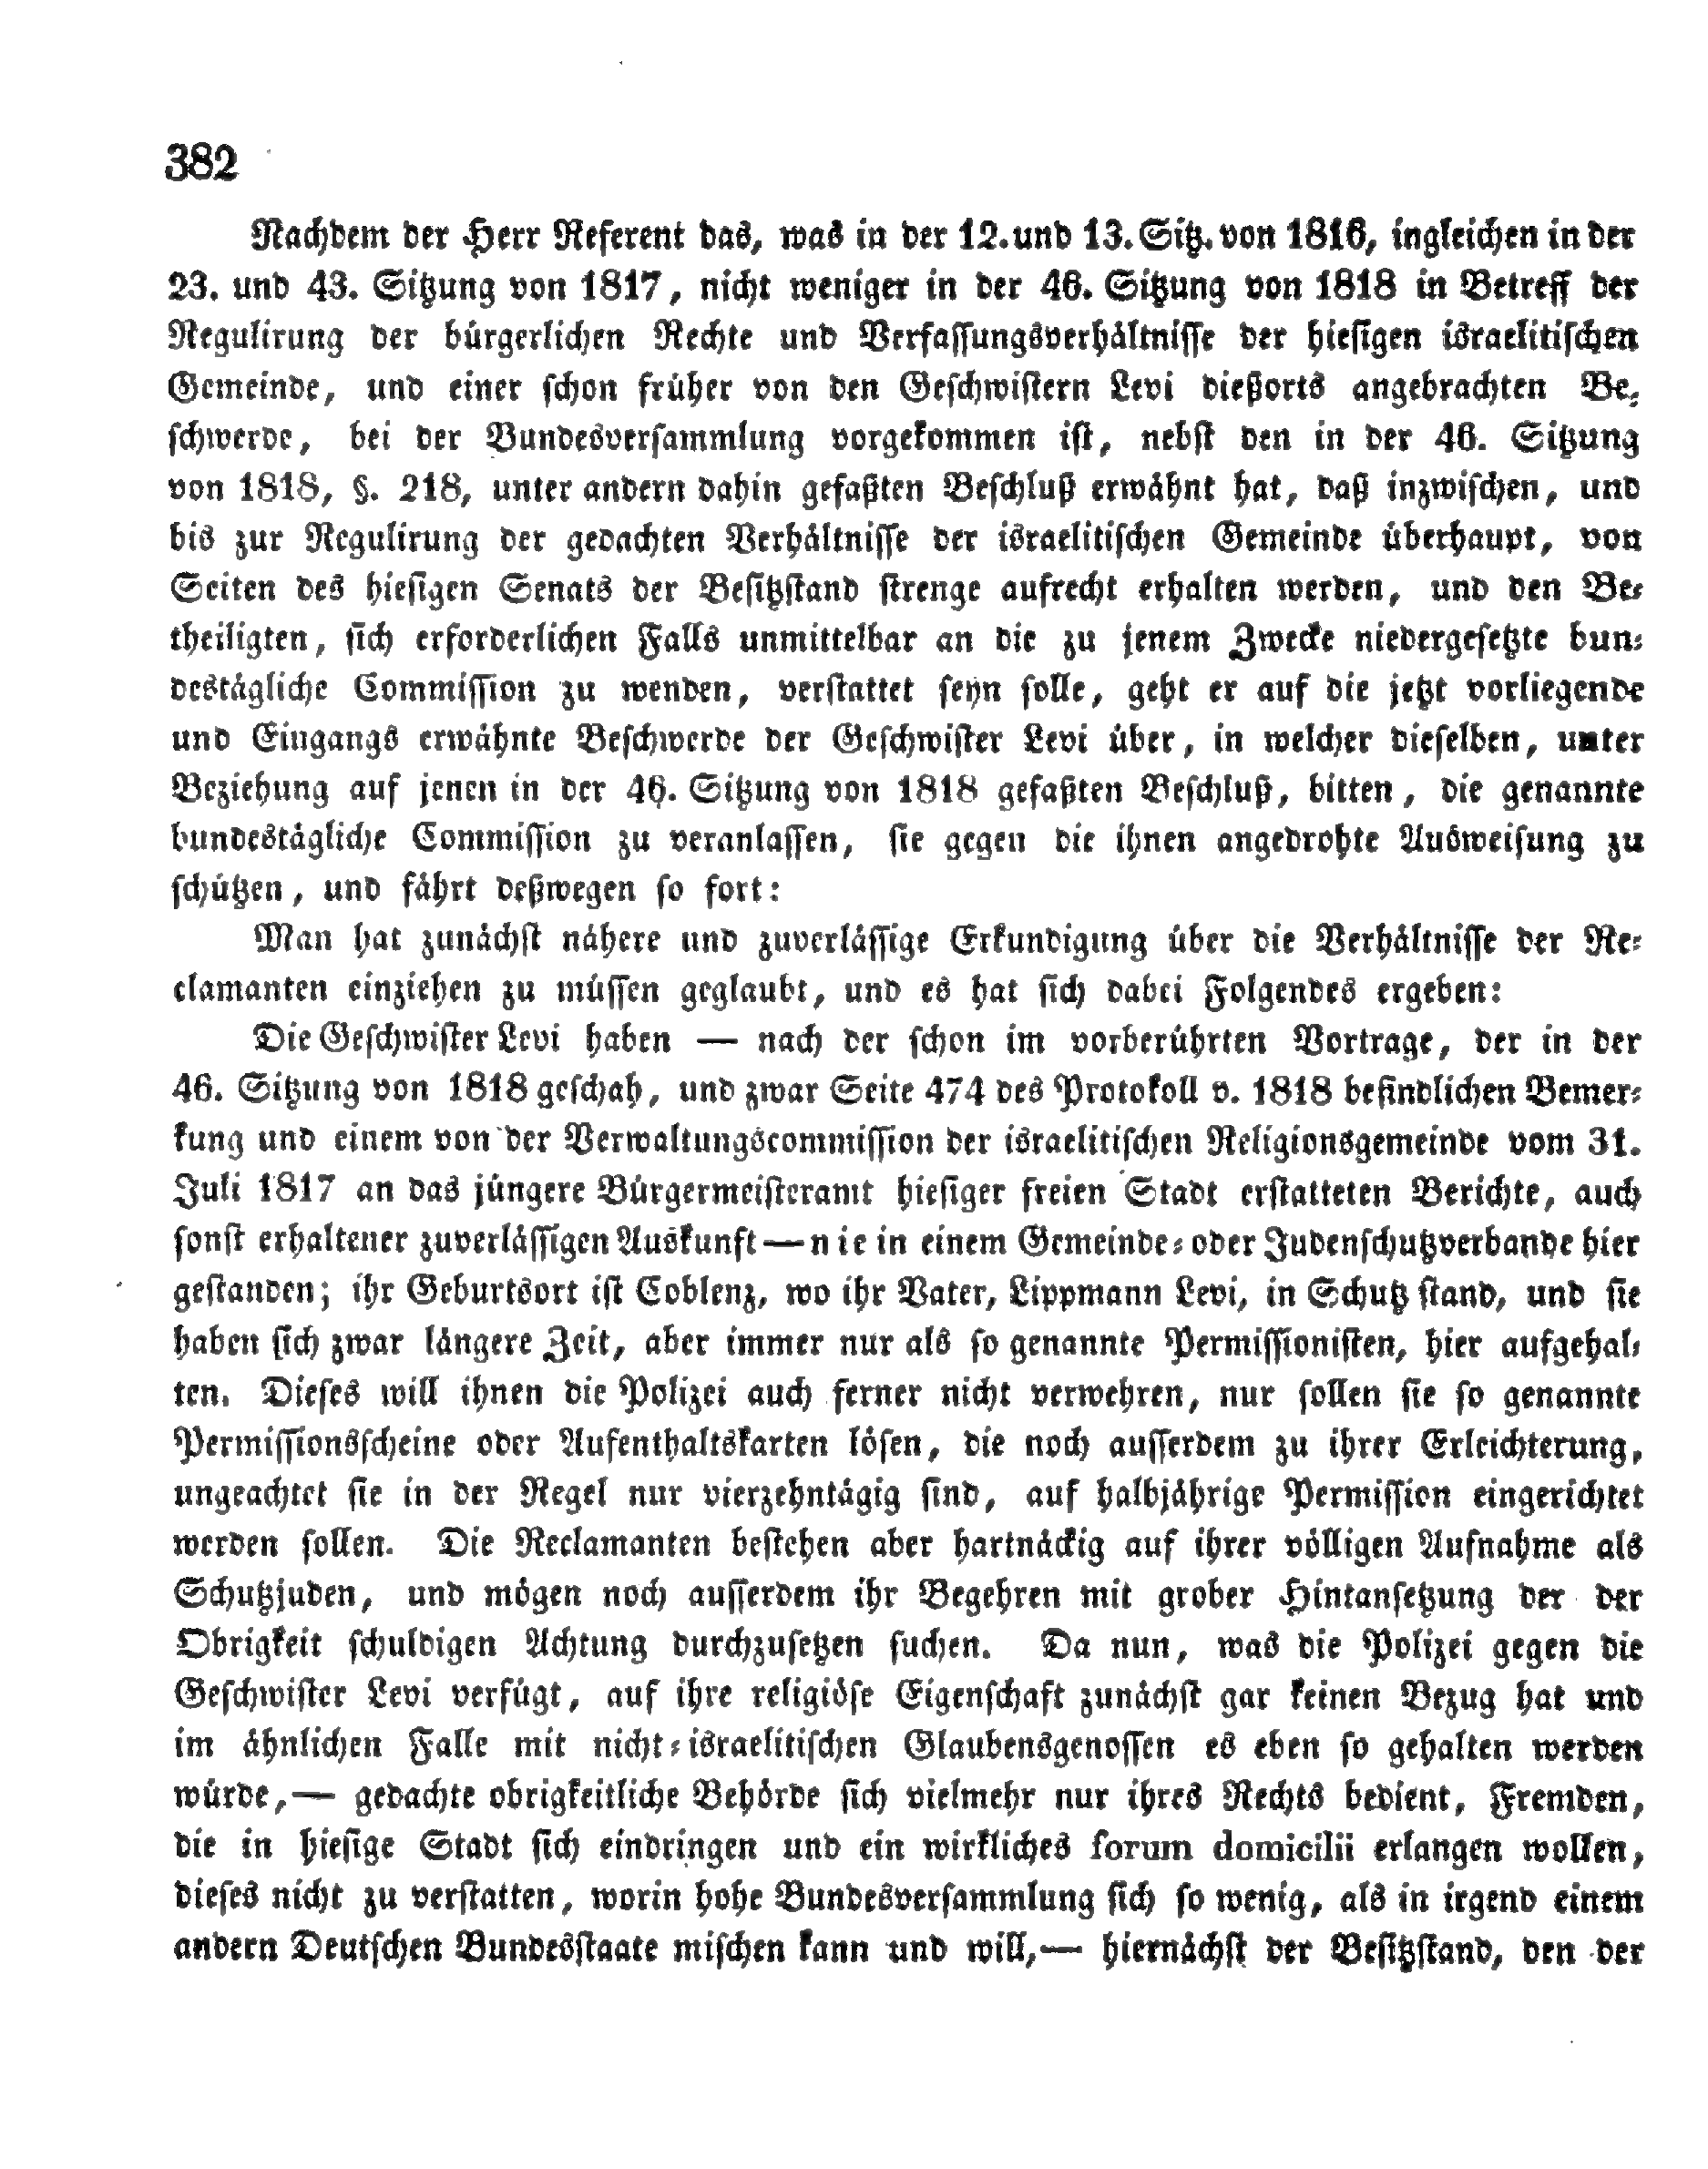 382
Nachdem der Herr Referent das, was in der 12. und 13. Sitz. von 1816, ingleichen in der
23. und 43. Sitzung von 1817, nicht weniger in der 46. Sitzung von 1818 in Betreff der
Regulirung der bürgerlichen Rechte und Verfassungsverhältnisse der hiesigen israelitischen
Gemeinde, und einer schon früher von den Geschwistern Levi dießorts angebrachten Be-
schwerde, bei der Bundesversammlung vorgekommen ist, nebst den in der 46. Sitzung
von 1818, §. 218, unter andern dahin gefaßten Beschluß erwähnt hat, daß inzwischen, und
bis zur Regulirung der gedachten Verhältnisse der israelitischen Gemeinde überhaupt, von
Seiten des hiesigen Senats der Besitzstand strenge aufrecht erhalten werden, und den Be-
theiligten, sich erforderlichen Falls unmittelbar an die zu jenem Zwecke niedergesetzte bun-
destägliche Commission zu wenden, verstattet seyn solle, geht er auf die jetzt vorliegende
und Eingangs erwähnte Beschwerde der Geschwister Levi über, in welcher dieselben, unter
Beziehung auf jenen in der 46. Sitzung von 1818 gefaßten Beschluß, bitten, die genannte
bundestägliche Commission zu veranlassen, sie gegen die ihnen angedrohte Ausweisung zu
schützen, und fährt deßwegen so fort:
Man hat zunächst nähere und zuverlässige Erkundigung über die Verhältnisse der Re-
clamanten einziehen zu müssen geglaubt, und es hat sich dabei Folgendes ergeben:
Die Geschwister Levi haben — nach der schon im vorberührten Vortrage, der in der
46. Sitzung von 1818 geschah, und zwar Seite 474 des Protokoll v. 1818 befindlichen Bemer-
kung und einem von der Verwaltungscommission der israelitischen Religionsgemeinde vom 31.
Juli 1817 an das jüngere Bürgermeisteramt hiesiger freien Stadt erstatteten Berichte, auch
sonst erhaltener zuverlässigen Auskunft — nie in einem Gemeinde- oder Judenschutzverbande hier
gestanden; ihr Geburtsort ist Coblenz, wo ihr Vater, Lippmann Levi, in Schutz stand, und sie
haben sich zwar längere Zeit, aber immer nur als so genannte Permissionisten, hier aufgehal-
ten. Dieses will ihnen die Polizei auch ferner nicht verwehren, nur sollen sie so genannte
Permissionsscheine oder Aufenthaltskarten lösen, die noch ausserdem zu ihrer Erleichterung,
ungeachtet sie in der Regel nur vierzehntägig sind, auf halbjährige Permission eingerichtet
werden sollen. Die Reclamanten bestehen aber hartnäckig auf ihrer völligen Aufnahme als
Schutzjuden, und mögen noch ausserdem ihr Begehren mit grober Hintansetzung der der
Obrigkeit schuldigen Achtung durchzusetzen suchen. Da nun, was die Polizei gegen die
Geschwister Levi verfügt, auf ihre religiöse Eigenschaft zunächst gar keinen Bezug hat und
im ähnlichen Falle mit nicht-israelitischen Glaubensgenossen es eben so gehalten werden
würde, — gedachte obrigkeitliche Behörde sich vielmehr nur ihres Rechts bedient, Fremden,
die in hiesige Stadt sich eindringen und ein wirkliches forum domicilii erlangen wollen,
dieses nicht zu verstatten, worin hohe Bundesversammlung sich so wenig, als in irgend einem
andern Deutschen Bundesstaate mischen kann und will, — hiernächst der Besitzstand, den der